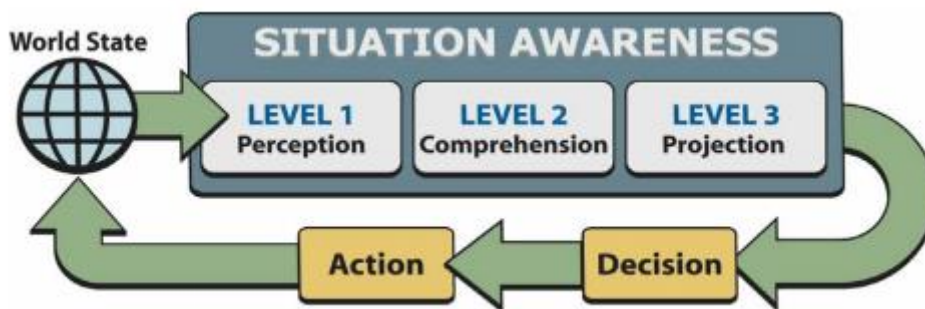 World State
SITUATION AWARENESS
LEVEL 1
Perception
LEVEL 2
Comprehension
LEVEL 3
Projection
Action
Decision